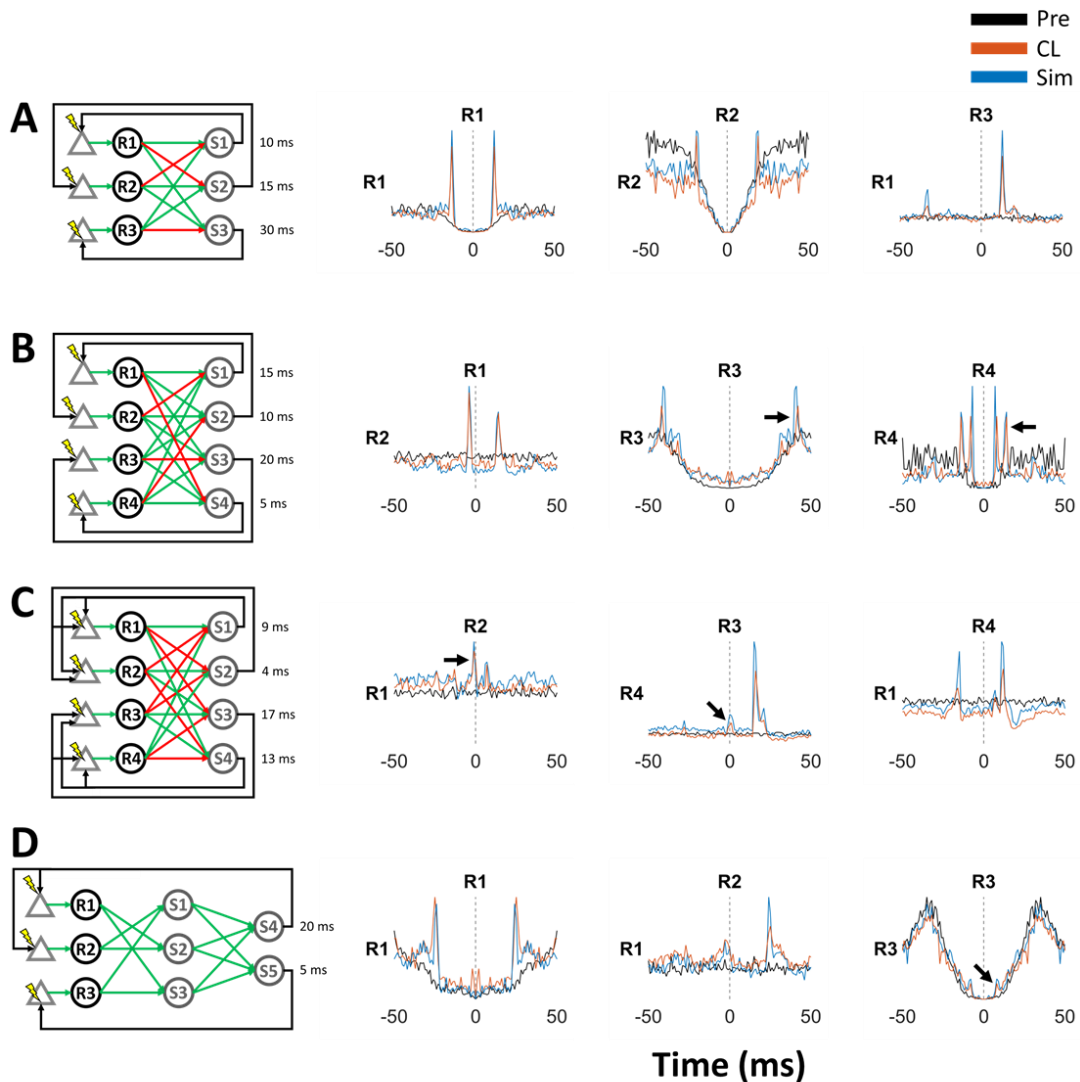 Pre
CL
Sim
A
R1 S1 10 ms
R2 S2 15 ms
R3 S3 30 ms
R1
R1
-50 0 50
R2
R2
-50 0 50
R3
R1
-50 0 50
B
R1 S1 15 ms
R2 S2 10 ms
R3 S3 20 ms
R4 S4 5 ms
R1
R2
-50 0 50
R3
R3
-50 0 50
R4
R4
-50 0 50
C
R1 S1 9 ms
R2 S2 4 ms
R3 S3 17 ms
R4 S4 13 ms
R2
R1
-50 0 50
R3
R4
-50 0 50
R4
R1
-50 0 50
D
R1 S1
S4 20 ms
R2 S2
S5 5 ms
R3 S3
R1
R1
-50 0 50
R2
R1
-50 0 50
R3
R3
-50 0 50
Time (ms)